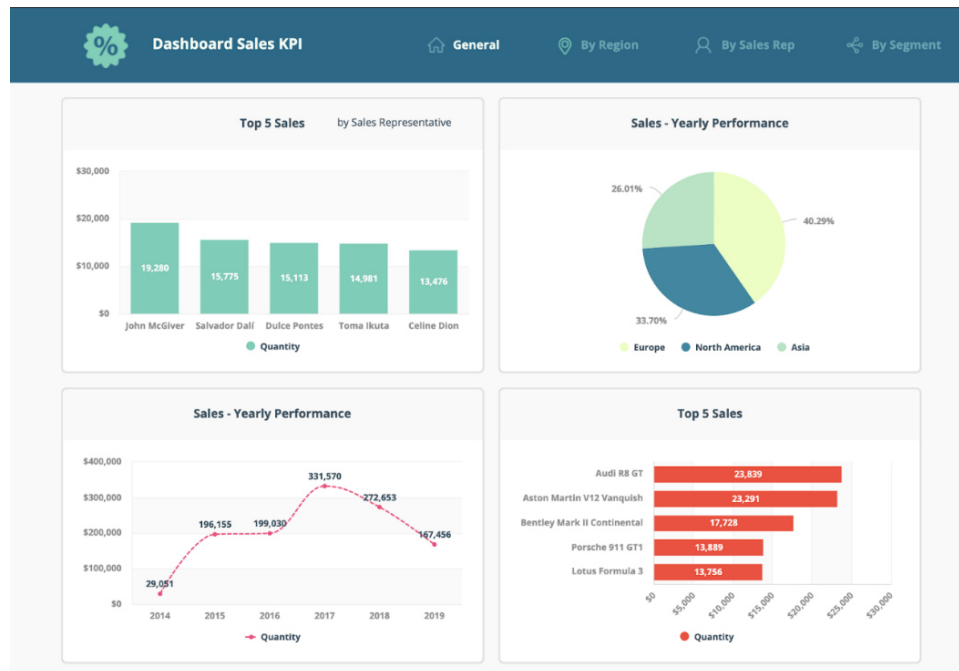 %
Dashboard Sales KPI
General
By Region
By Sales Rep
By Segment
Top 5 Sales
by Sales Representative
$30,000
$20,000
$10,000
$0
19,280
15,775
15,113
14,981
13,476
John McGiver
Salvador Dalí
Dulce Pontes
Toma Ikuta
Celine Dion
Quantity
Sales - Yearly Performance
26.01%
40.29%
33.70%
Europe
North America
Asia
Sales - Yearly Performance
$400,000
$300,000
$200,000
$100,000
$0
29,051
196,155
199,030
331,570
272,653
167,456
2014
2015
2016
2017
2018
2019
Quantity
Top 5 Sales
Audi R8 GT
23,839
Aston Martin V12 Vanquish
23,291
Bentley Mark II Continental
17,728
Porsche 911 GT1
13,889
Lotus Formula 3
13,756
$0
$5,000
$10,000
$15,000
$20,000
$25,000
$30,000
Quantity